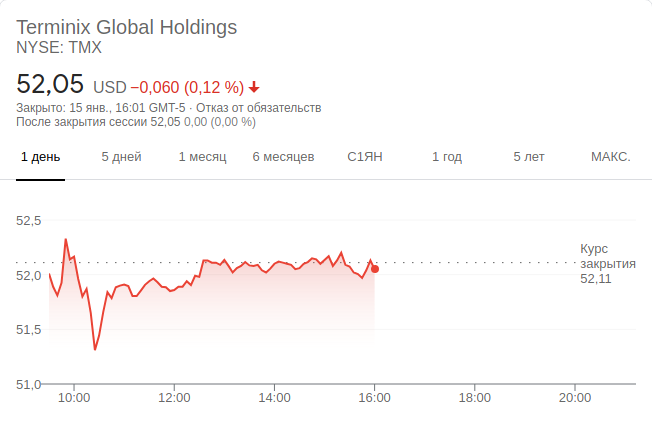 Terminix Global Holdings
NYSE: TMX
52,05 USD −0,060 (0,12 %)
Закрыто: 15 янв., 16:01 GMT-5 · Отказ от обязательств
После закрытия сессии 52,05 0,00 (0,00 %)
1 день 5 дней 1 месяц 6 месяцев С1ЯН 1 год 5 лет МАКС.
52,5
52,0
51,5
51,0
Курс
закрытия
52,11
10:00 12:00 14:00 16:00 18:00 20:00